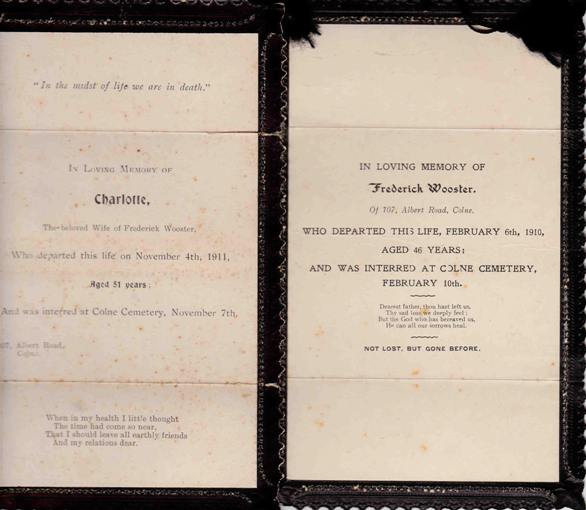 "In the midst of life we are in death."
IN LOVING MEMORY OF
Charlotte,
The beloved Wife of Frederick Wooster,
Who departed this life on November 4th, 1911,
Aged 51 years;
And was interred at Colne Cemetery, November 7th,
07, Albert Road,
Colne.
When in my health I little thought
The time had come so near,
That I should leave all earthly friends
And my relations dear.
IN LOVING MEMORY OF
Frederick Wooster,
Of 107, Albert Road, Colne.
WHO DEPARTED THIS LIFE, FEBRUARY 6th, 1910,
AGED 46 YEARS;
AND WAS INTERRED AT COLNE CEMETERY,
FEBRUARY 10th.
Dearest father, thou hast left us,
Thy sad loss we deeply feel;
But the God who has bereaved us,
He can all our sorrows heal.
NOT LOST, BUT GONE BEFORE.